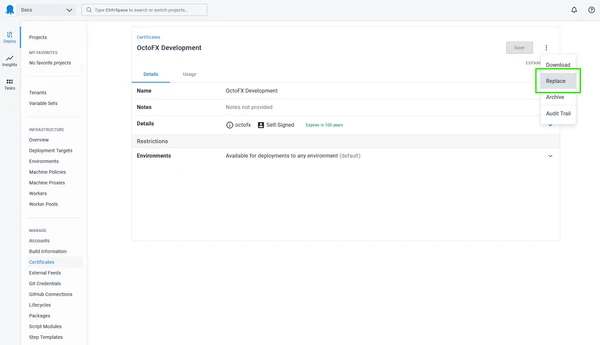 Docs
Type Ctrl+Space to search or switch projects...
Deploy
Insights
Tasks
Projects
MY FAVORITES
No favorite projects
Tenants
Variable Sets
INFRASTRUCTURE
Overview
Deployment Targets
Environments
Machine Policies
Machine Proxies
Workers
Worker Pools
MANAGE
Accounts
Build Information
Certificates
External Feeds
Git Credentials
GitHub Connections
Lifecycles
Packages
Script Modules
Step Templates
Certificates
OctoFX Development
Save
Download
Replace
Archive
Audit Trail
Details Usage
Name OctoFX Development
Notes Notes not provided
Details octofx Self-Signed Expires in 100 years
Restrictions
Environments Available for deployments to any environment (default)